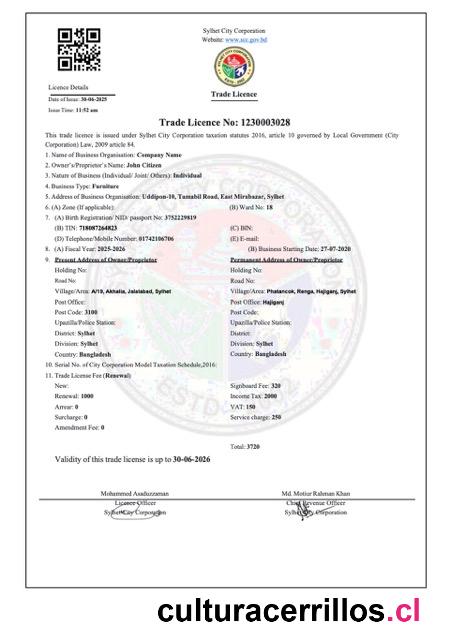 Sylhet City Corporation
Website: www.scc.gov.bd
Trade Licence
Licence Details
Date of Issue: 30-06-2025
Issue Time: 11:52 am
Trade Licence No: 1230003028
This trade licence is issued under Sylhet City Corporation taxation statutes 2016, article 10 governed by Local Government (City
Corporation) Law, 2009 article 84.
1. Name of Business Organisation: Company Name
2. Owner's/Proprietor's Name: John Citizen
3. Nature of Business (Individual/ Joint/ Others): Individual
4. Business Type: Furniture
5. Address of Business Organisation: Uddipon-10, Tamabil Road, East Mirabazar, Sylhet
6. (A) Zone (If applicable): (B) Ward No: 18
7. (A) Birth Registration/ NID/ passport No: 3752229819
(B) TIN: 718087264823 (C) BIN:
(D) Telephone/Mobile Number: 01742106706 (E) E-mail:
8. (A) Fiscal Year: 2025-2026 (B) Business Starting Date: 27-07-2020
9. Present Address of Owner/Proprietor Permanent Address of Owner/Proprietor
Holding No: Holding No:
Road No: Road No:
Village/Area: A/19, Akhalia, Jalatabad, Sylhet Village/Area: Phatancok, Renga, Hajiganj, Sylhet
Post Office: Post Office: Hajiganj
Post Code: 3100 Post Code:
Upazilla/Police Station: Upazilla/Police Station:
District: Sylhet District:
Division: Sylhet Division: Sylhet
Country: Bangladesh Country: Bangladesh
10. Serial No. of City Corporation Model Taxation Schedule,2016:
11. Trade License Fee (Renewal)
New: Signboard Fee: 320
Renewal: 1000 Income Tax: 2000
Arrear: 0 VAT: 150
Surcharge: 0 Service charge: 250
Amendment Fee: 0
Total: 3720
Validity of this trade license is up to 30-06-2026
Mohammed Asaduzzaman Md. Motiur Rahman Khan
Licence Officer Chief Revenue Officer
Sylhet City Corporation Sylhet City Corporation
culturacerrillos.cl